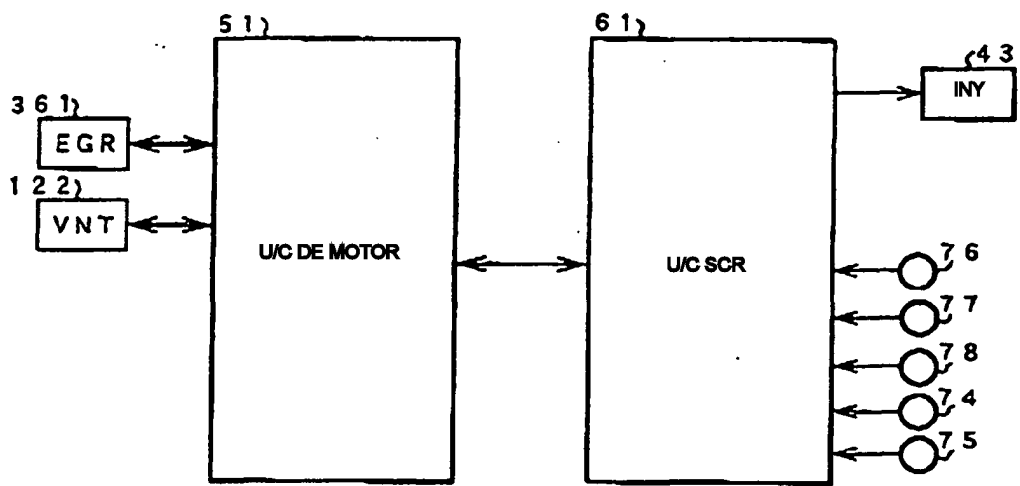 51
61
43
INY
361
EGR
122
VNT
U/C DE MOTOR
U/C SCR
76
77
78
74
75